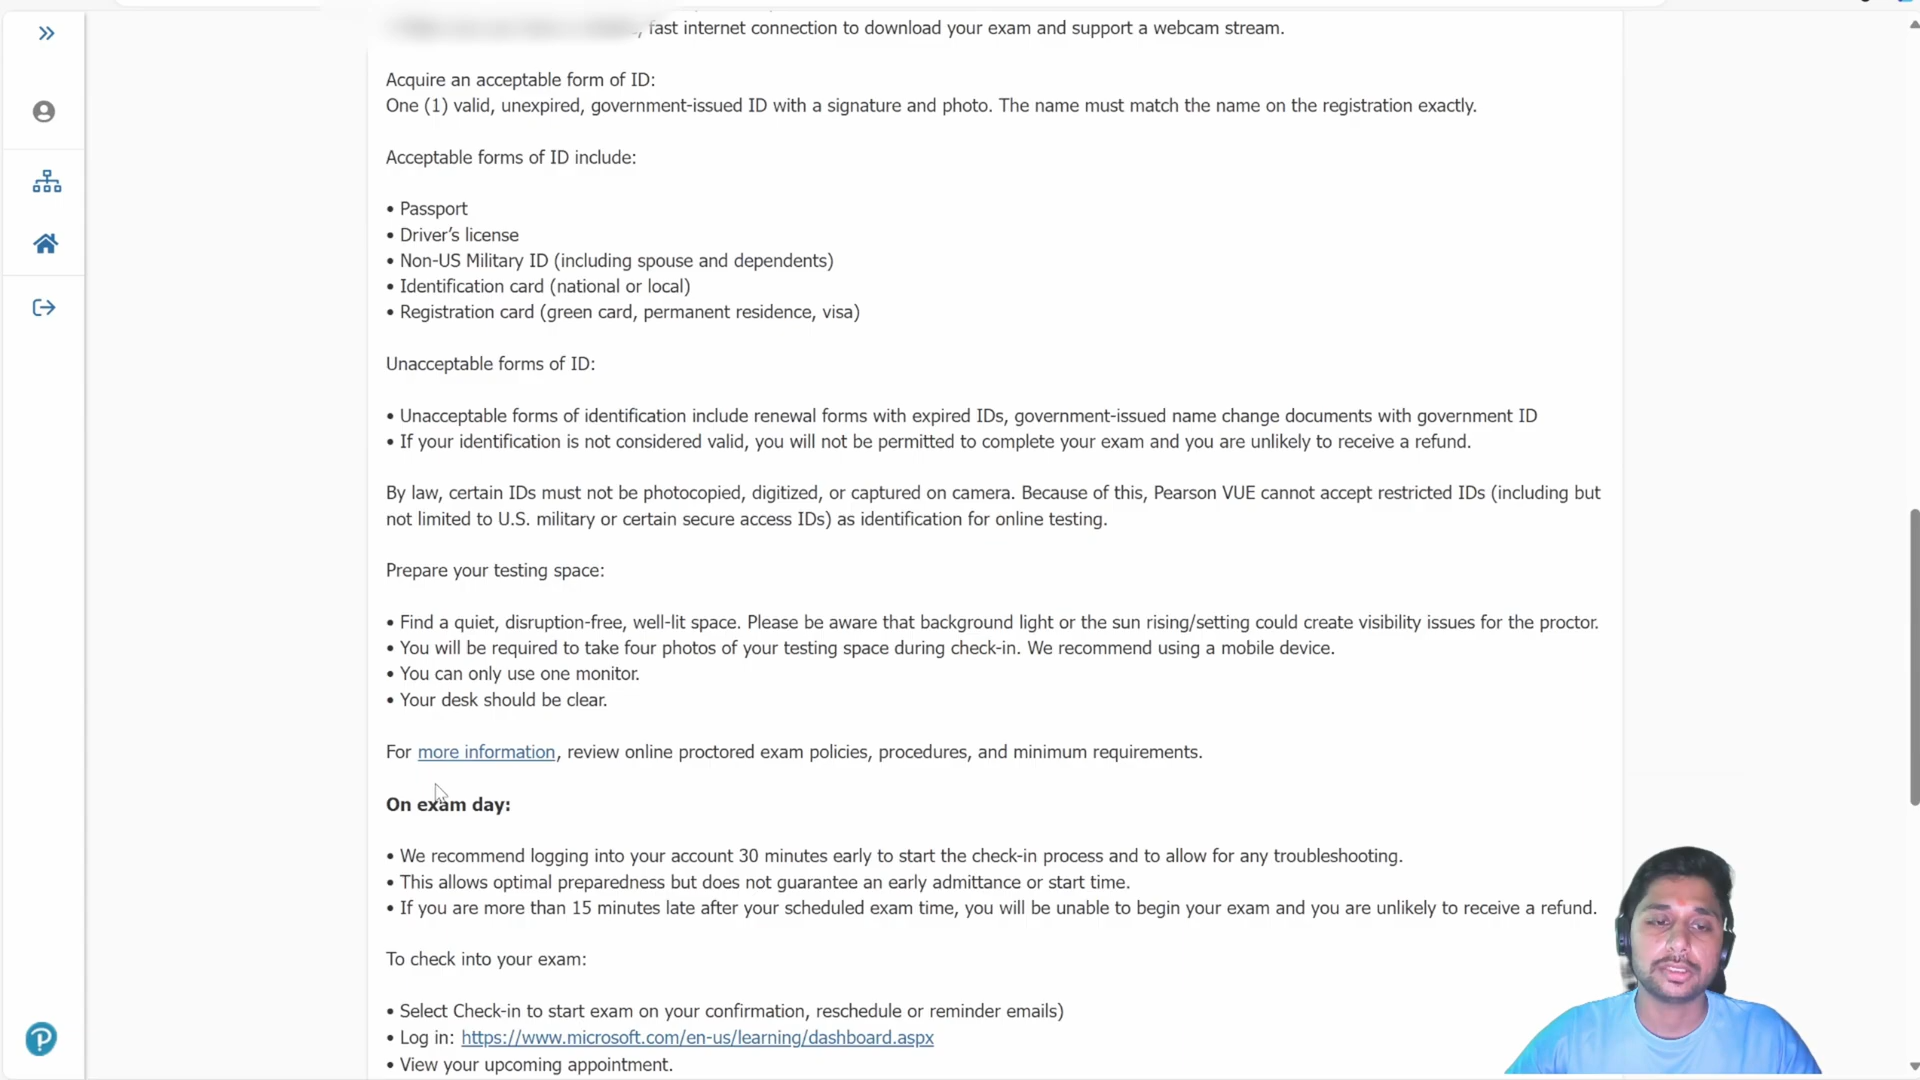 , fast internet connection to download your exam and support a webcam stream.
Acquire an acceptable form of ID:
One (1) valid, unexpired, government-issued ID with a signature and photo. The name must match the name on the registration exactly.
Acceptable forms of ID include:
• Passport
• Driver’s license
• Non-US Military ID (including spouse and dependents)
• Identification card (national or local)
• Registration card (green card, permanent residence, visa)
Unacceptable forms of ID:
• Unacceptable forms of identification include renewal forms with expired IDs, government-issued name change documents with government ID
• If your identification is not considered valid, you will not be permitted to complete your exam and you are unlikely to receive a refund.
By law, certain IDs must not be photocopied, digitized, or captured on camera. Because of this, Pearson VUE cannot accept restricted IDs (including but
not limited to U.S. military or certain secure access IDs) as identification for online testing.
Prepare your testing space:
• Find a quiet, disruption-free, well-lit space. Please be aware that background light or the sun rising/setting could create visibility issues for the proctor.
• You will be required to take four photos of your testing space during check-in. We recommend using a mobile device.
• You can only use one monitor.
• Your desk should be clear.
For more information, review online proctored exam policies, procedures, and minimum requirements.
On exam day:
• We recommend logging into your account 30 minutes early to start the check-in process and to allow for any troubleshooting.
• This allows optimal preparedness but does not guarantee an early admittance or start time.
• If you are more than 15 minutes late after your scheduled exam time, you will be unable to begin your exam and you are unlikely to receive a refund.
To check into your exam:
• Select Check-in to start exam on your confirmation, reschedule or reminder emails)
• Log in: https://www.microsoft.com/en-us/learning/dashboard.aspx
• View your upcoming appointment.